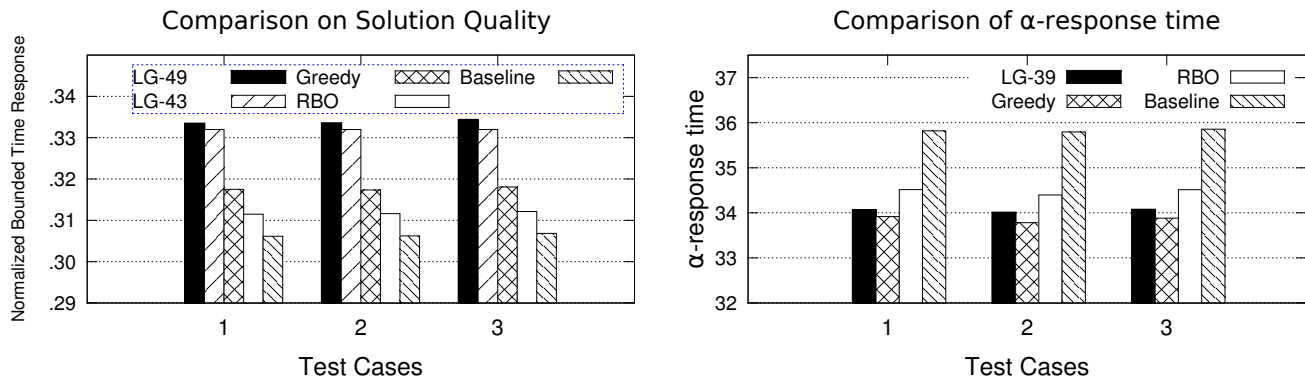 Comparison on Solution Quality
Normalized Bounded Time Response
.34
.33
.32
.31
.30
.29
LG-49 Greedy Baseline
LG-43 RBO
1 2 3
Test Cases
Comparison of α-response time
α-response time
37
36
35
34
33
32
LG-39 RBO
Greedy Baseline
1 2 3
Test Cases